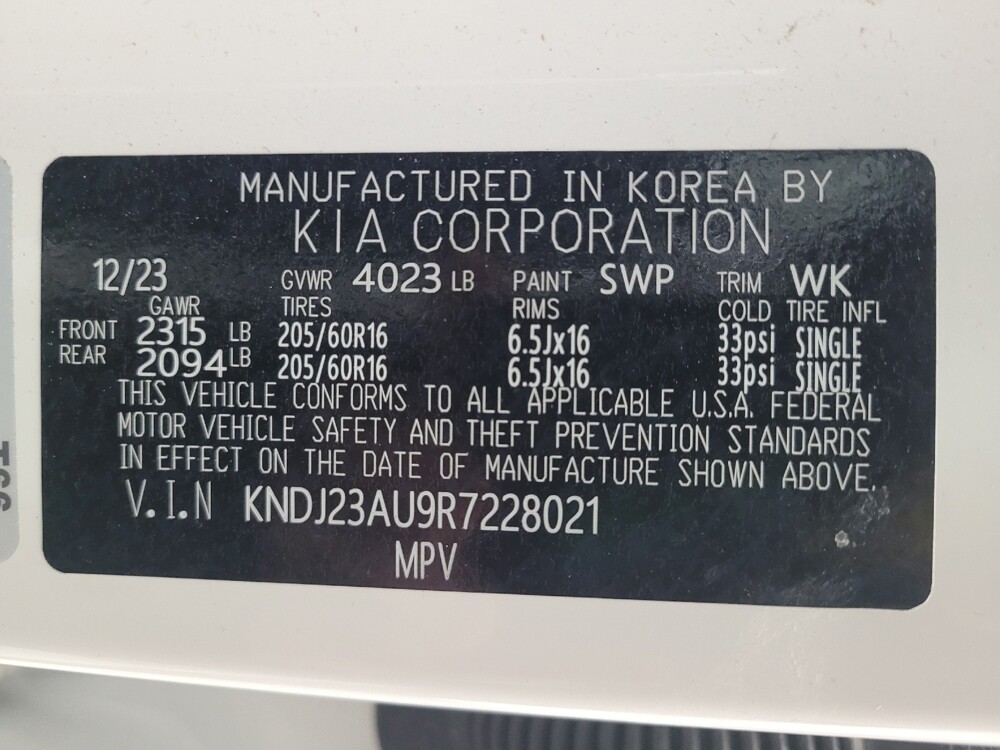 MANUFACTURED IN KOREA BY
KIA CORPORATION
12/23 GVWR 4023 LB PAINT SWP TRIM WK
GAWR TIRES RIMS COLD TIRE INFL
FRONT 2315 LB 205/60R16 6.5Jx16 33psi SINGLE
REAR 2094 LB 205/60R16 6.5Jx16 33psi SINGLE
THIS VEHICLE CONFORMS TO ALL APPLICABLE U.S.A. FEDERAL
MOTOR VEHICLE SAFETY AND THEFT PREVENTION STANDARDS
IN EFFECT ON THE DATE OF MANUFACTURE SHOWN ABOVE.
V.I.N KNDJ23AU9R7228021
MPV